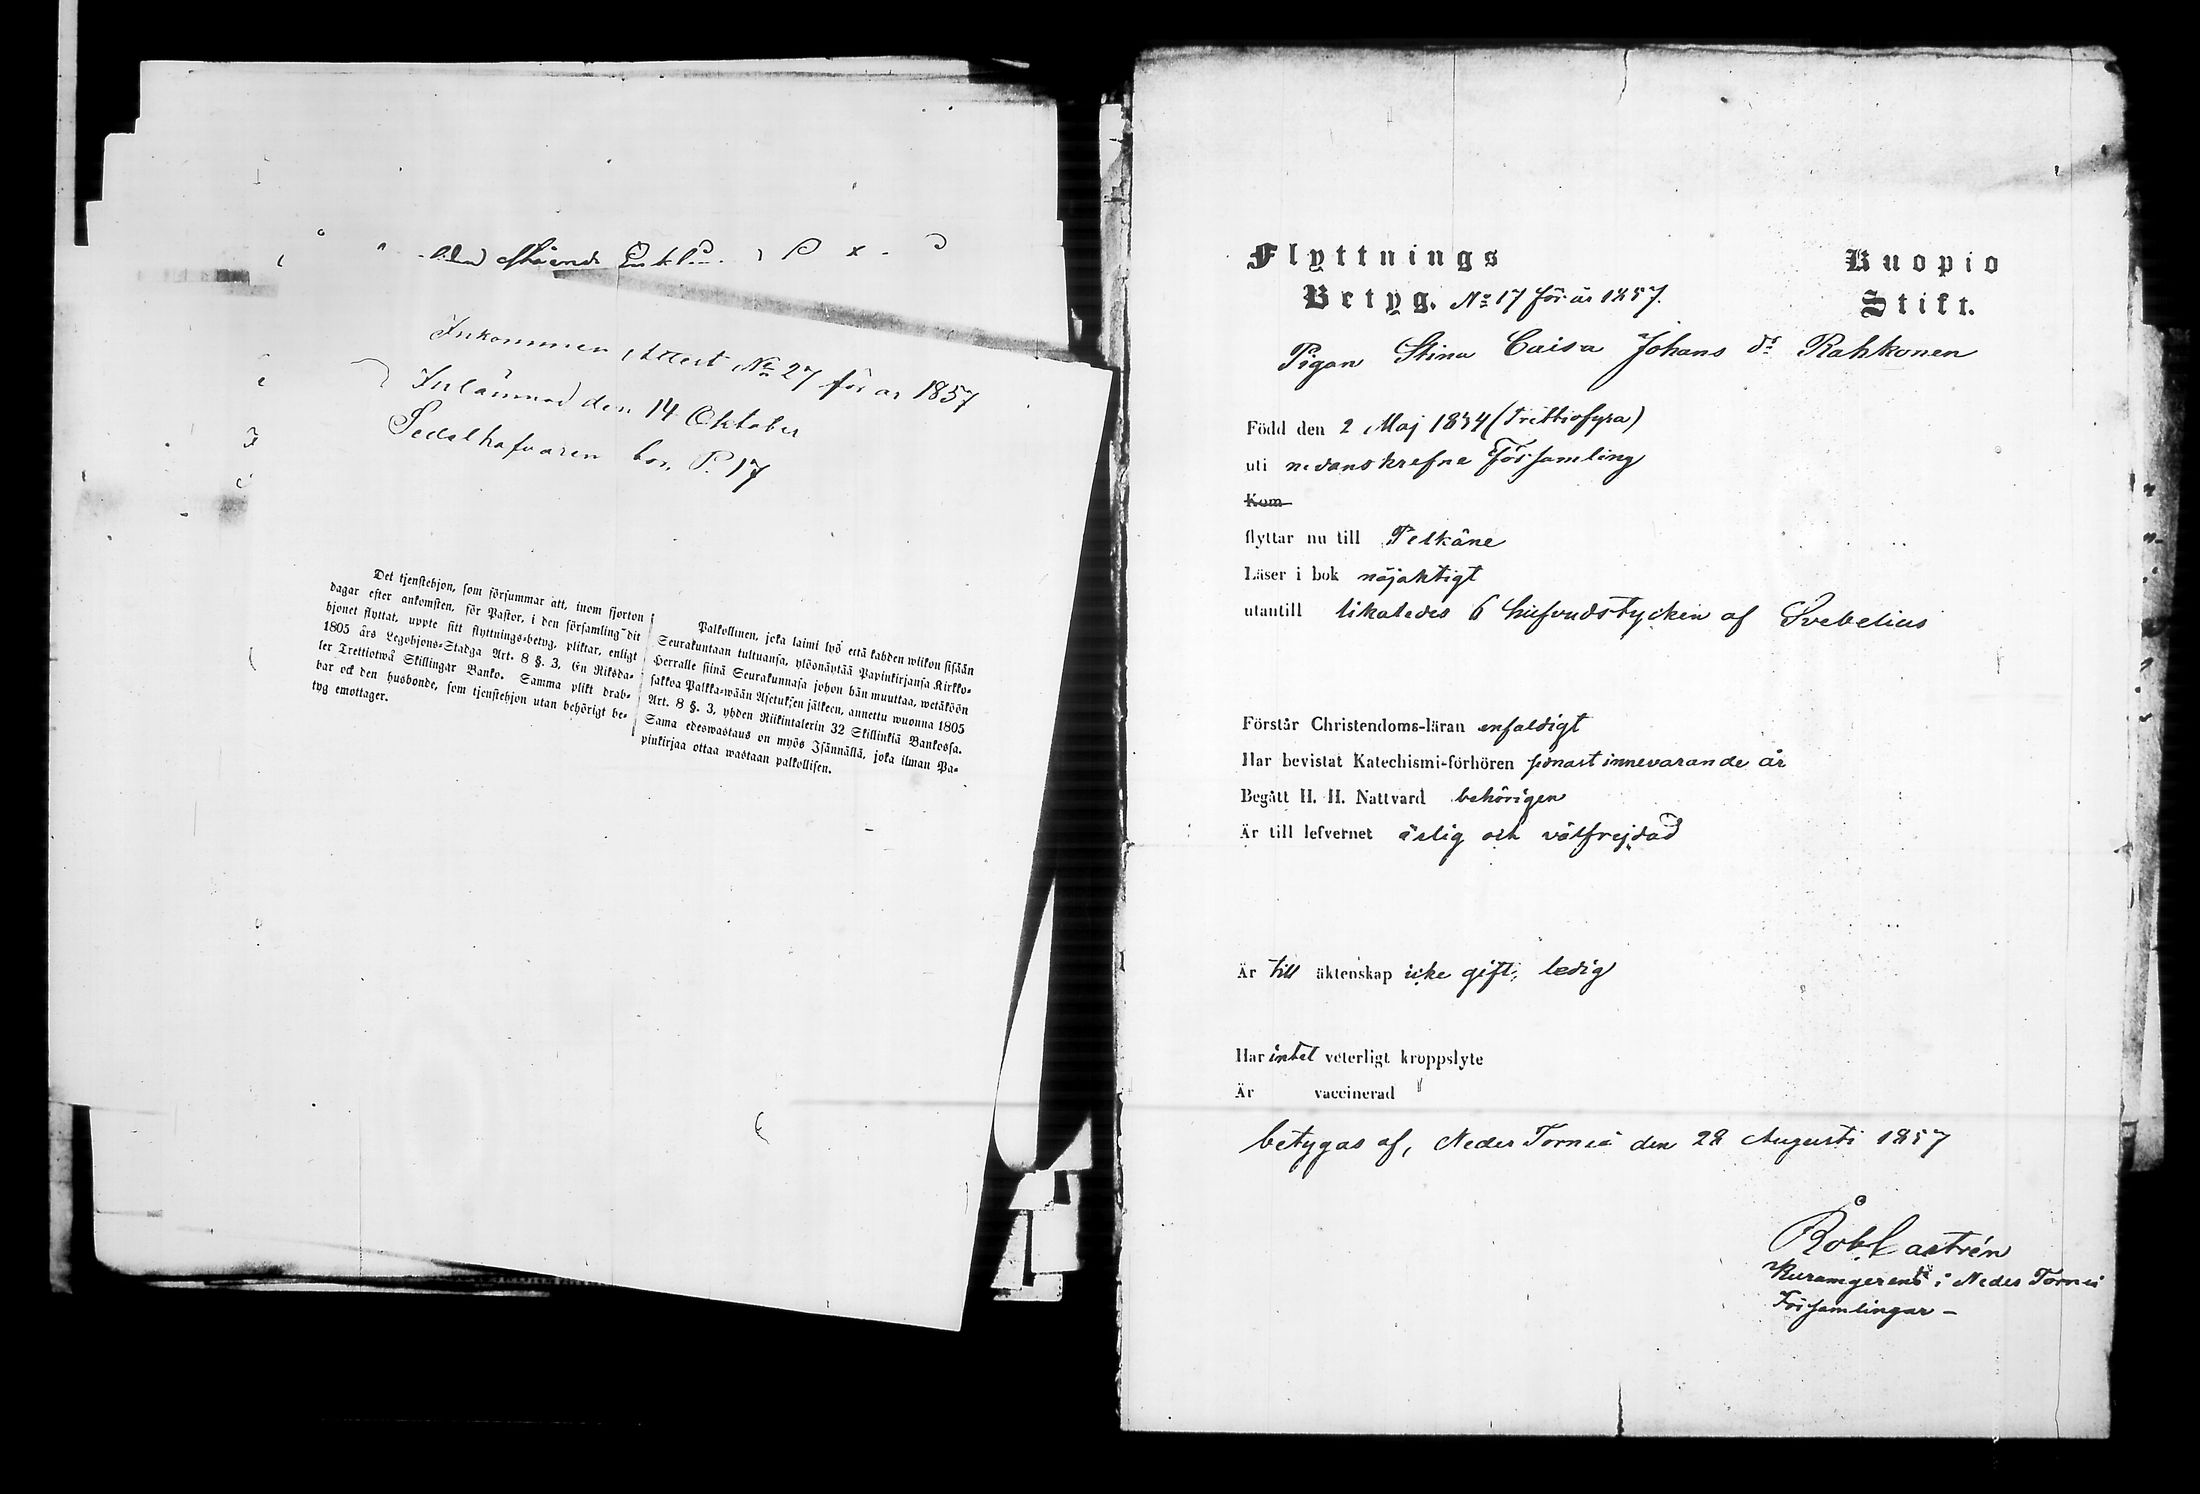 Inkommen Attest No 27 för år 1857
Inlämnad den 14 Oktober
Sedelhafvaren bor P. 17
Det tjenstehjon, som försummar att, inom fjorton
dagar efter ankomsten, för Pastor, i den församling dit
hjonet flyttat, uppte sitt flyttnings-betyg, pliktar, enligt
1805 års Legohjons-Stadga Art. 8 §. 3, En Riksda-
ler Trettiotwå Skillingar Banko. Samma plikt drab-
bar ock den husbonde, som tjenstehjon utan behörigt be-
tyg emottager.
Palkollinen, joka laimi lyö että kahden wiikon sisään
Seurakuntaan tultuansa, ylösnäytää Papinkirjansa Kirkko-
Herralle siinä Seurakunnasa johon hän muuttaa, wetäköön
sakkoa Palkka-wään Asetuksen jälkeen, annettu wuonna 1805
Art. 8 §. 3, yhden Riikintalerin 32 Skillinkiä Bankossa.
Sama edeswastaus on myös Isännällä, joka ilman Pa-
pinkirjaa ottaa wastaan palkollisen.
Flyttnings Kuopio
Betyg. No 17 för år 1857. Stift.
Pigan Stina Caisa Johans dr Rahkonen
Född den 2 Maj 1834 (trettiofyra)
uti nedanskrefne Församling
Kom
flyttar nu till Pelkäne
Läser i bok nöjaktigt
utantill likaledes 6 hufvudstycken af Svebelius
Förstår Christendoms-läran enfaldigt
Har bevistat Katechismi-förhören senast innevarande år
Begått H. H. Nattvard behörigen
Är till lefvernet ärlig och välfrejdad
Är till äktenskap icke gift, ledig
Har intet veterligt kroppslyte
Är vaccinerad
betygas af, Neder Torneå den 28 Augusti 1857
Rob Castrén
Kuramgerent i Neder Torneå
Församlingar -